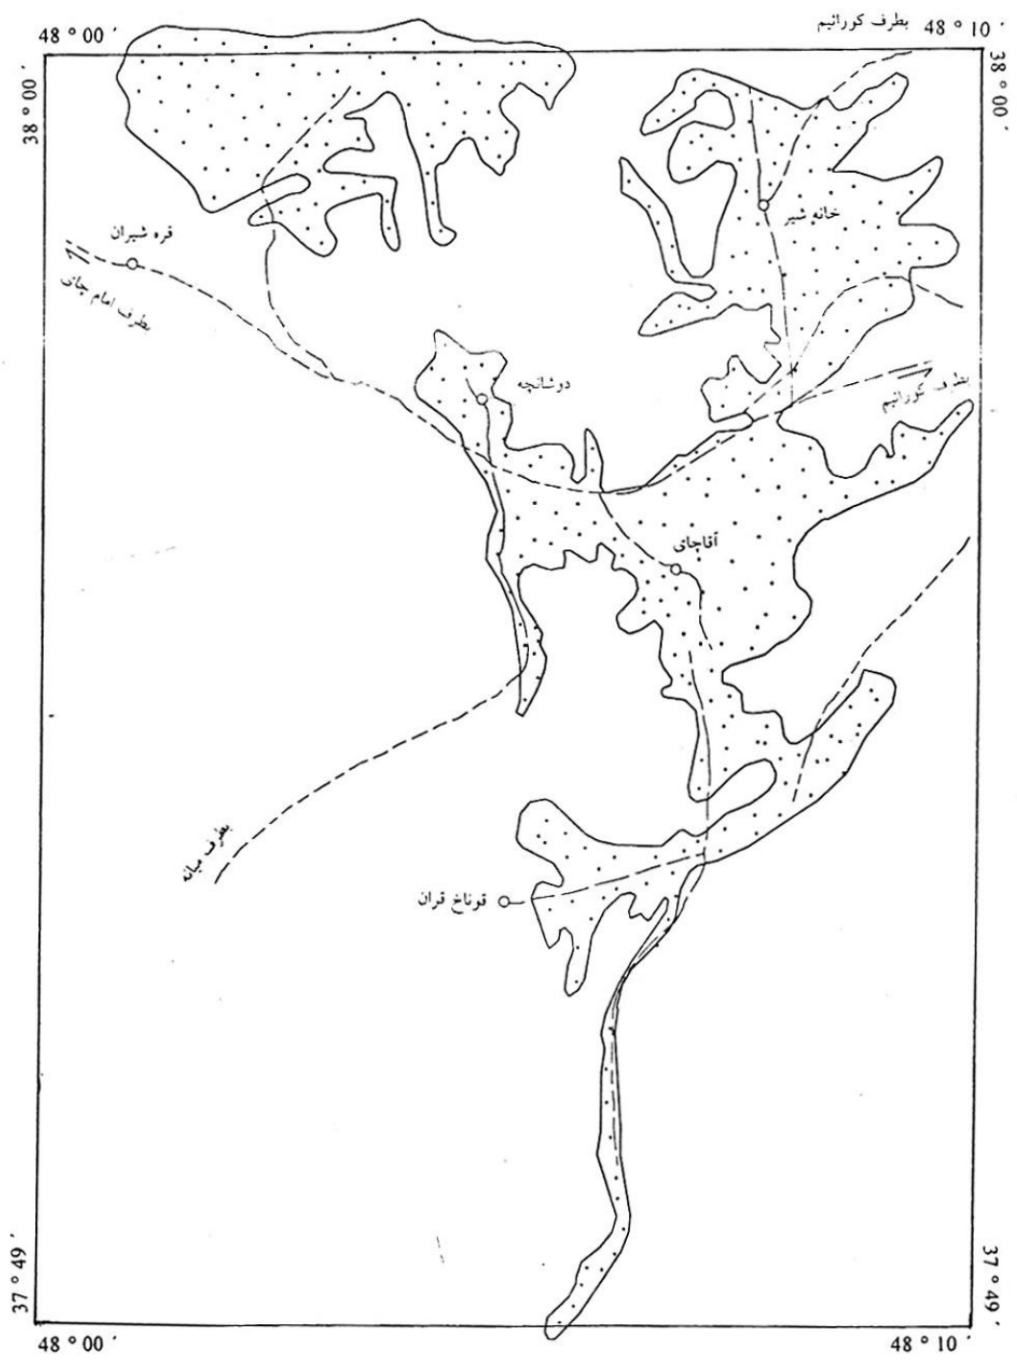 48 ° 00 ′
بطرف کورائیم
48 ° 10 ′
38 ° 00 ′
38 ° 00 ′
خانه شیر
قره شیران
بطرف امام چای
دوشانچه
بطرف کورائیم
آقاچای
بطرف میانه
قوناخ قران
37 ° 49 ′
37 ° 49 ′
48 ° 00 ′
48 ° 10 ′